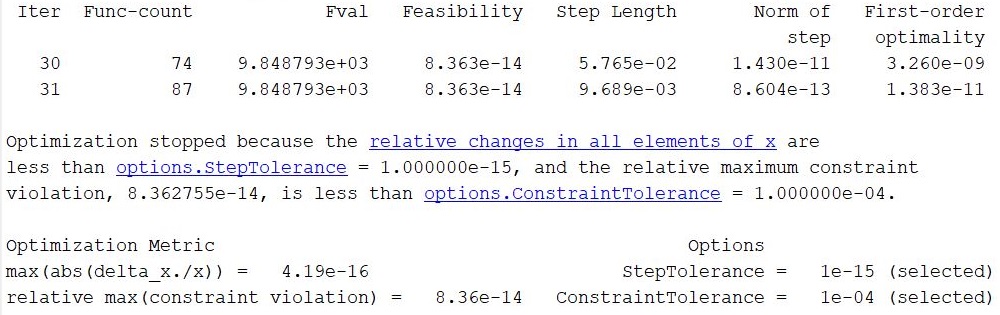 Iter Func-count Fval Feasibility Step Length Norm of First-order
step optimality
30 74 9.848793e+03 8.363e-14 5.765e-02 1.430e-11 3.260e-09
31 87 9.848793e+03 8.363e-14 9.689e-03 8.604e-13 1.383e-11
Optimization stopped because the relative changes in all elements of x are
less than options.StepTolerance = 1.000000e-15, and the relative maximum constraint
violation, 8.362755e-14, is less than options.ConstraintTolerance = 1.000000e-04.
Optimization Metric Options
max(abs(delta_x./x)) = 4.19e-16 StepTolerance = 1e-15 (selected)
relative max(constraint violation) = 8.36e-14 ConstraintTolerance = 1e-04 (selected)